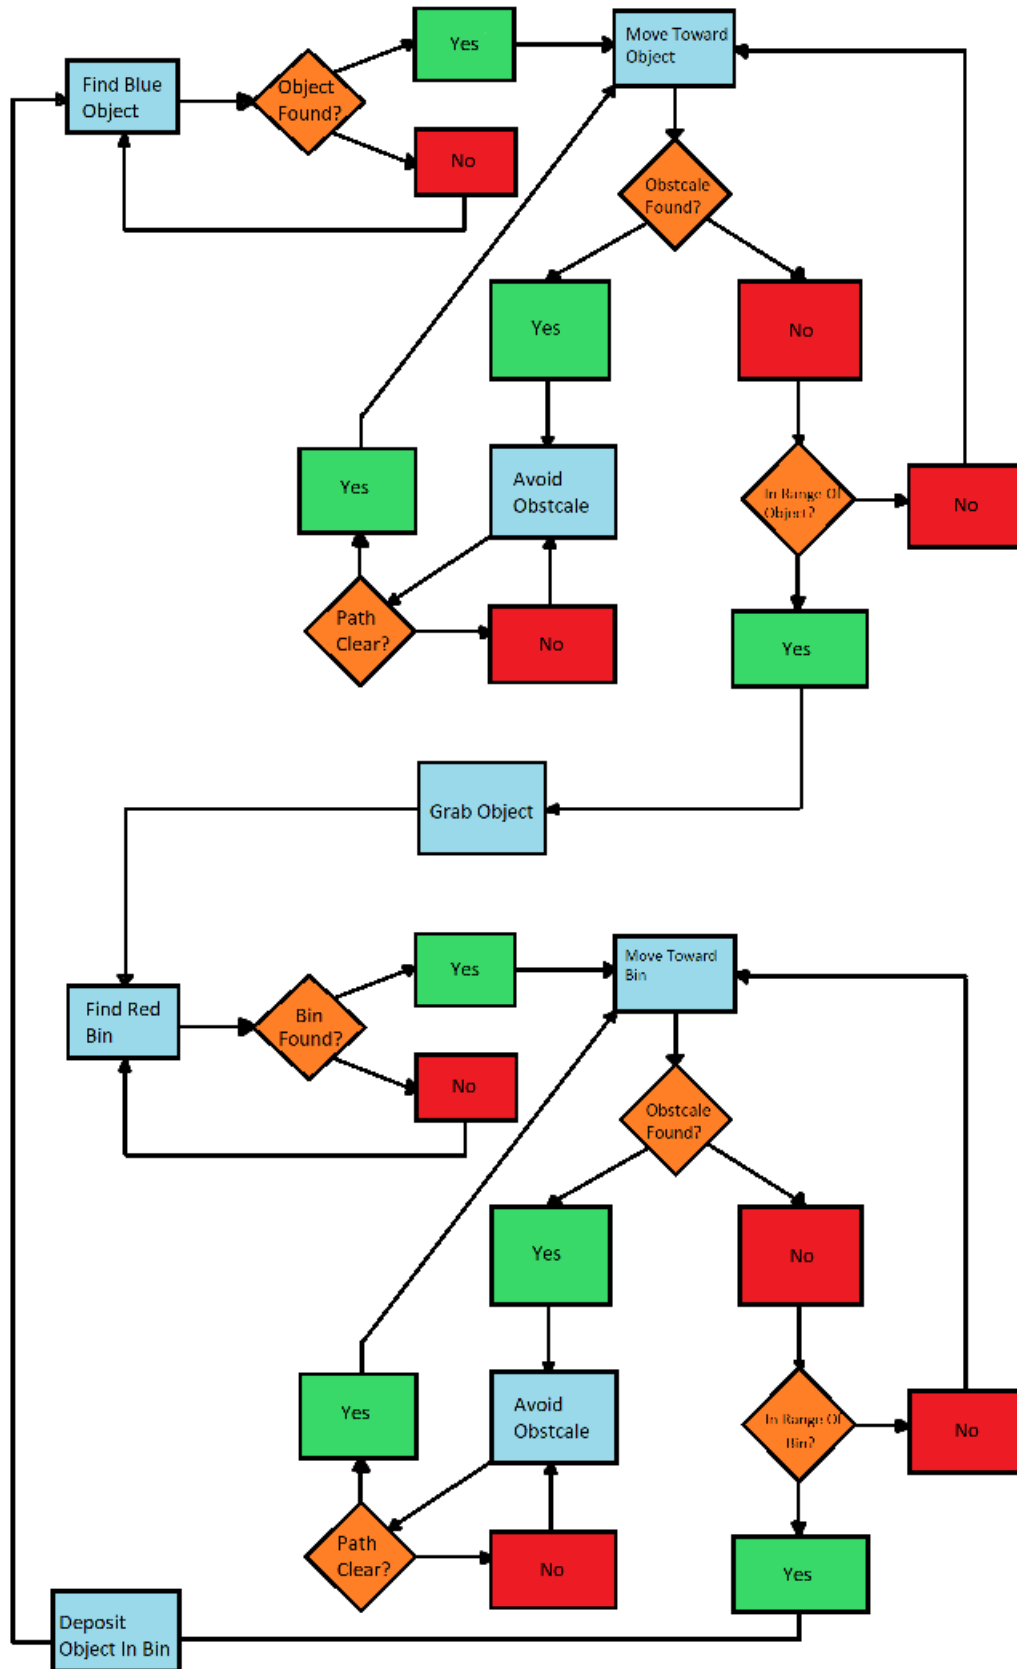 Find Blue
Object
Object
Found?
Yes
No
Move Toward
Object
Obstcale
Found?
Yes
No
Yes
Avoid
Obstcale
In Range Of
Object?
No
Path
Clear?
No
Yes
Grab Object
Find Red
Bin
Bin
Found?
Yes
No
Move Toward
Bin
Obstcale
Found?
Yes
No
Yes
Avoid
Obstcale
In Range Of
Bin?
No
Path
Clear?
No
Yes
Deposit
Object In Bin